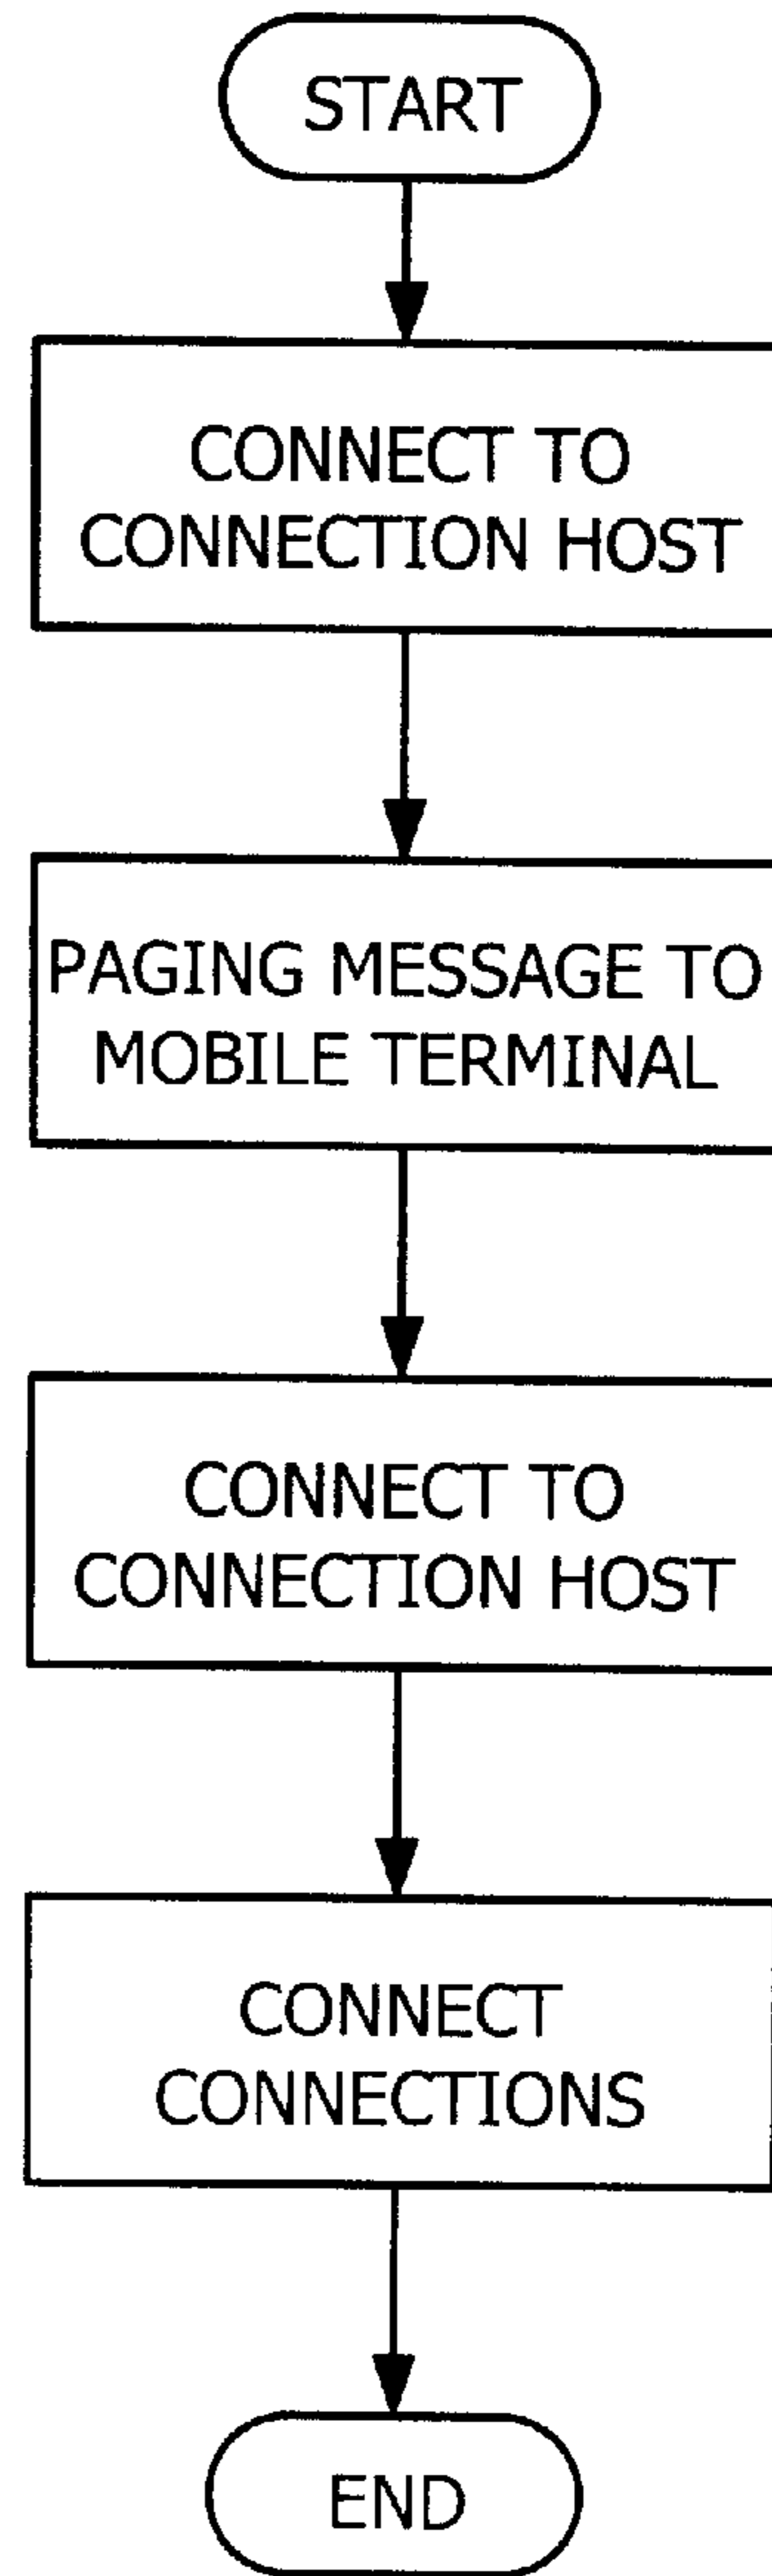 START
CONNECT TO
CONNECTION HOST
PAGING MESSAGE TO
MOBILE TERMINAL
CONNECT TO
CONNECTION HOST
CONNECT
CONNECTIONS
END